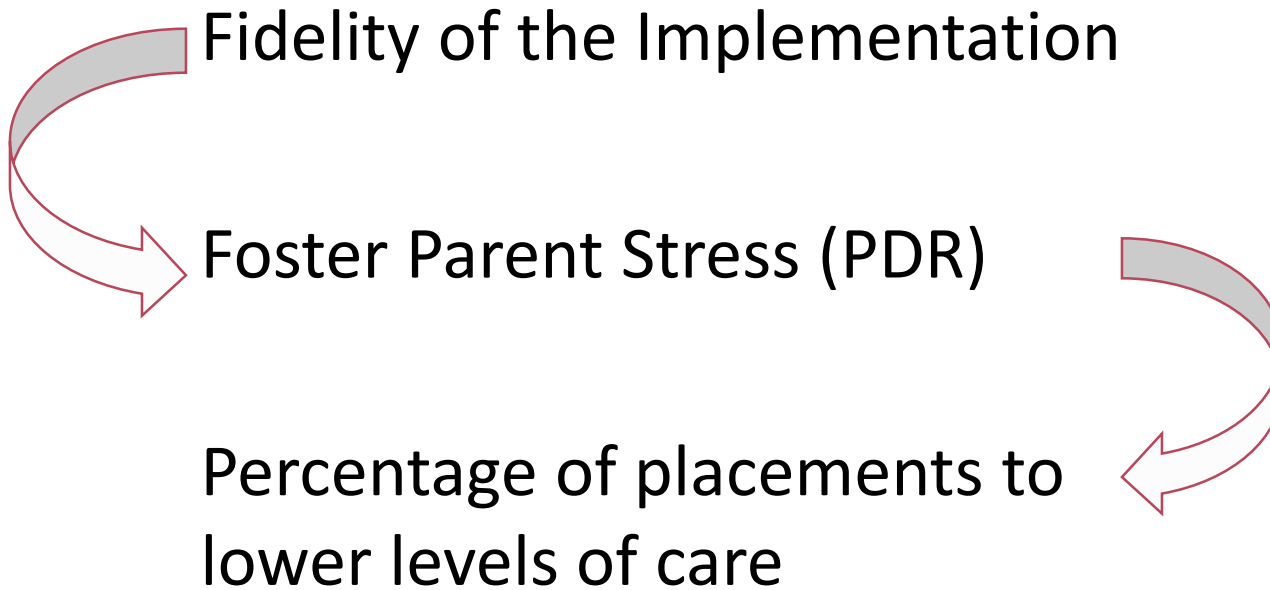 Fidelity of the Implementation
Foster Parent Stress (PDR)
Percentage of placements to
lower levels of care